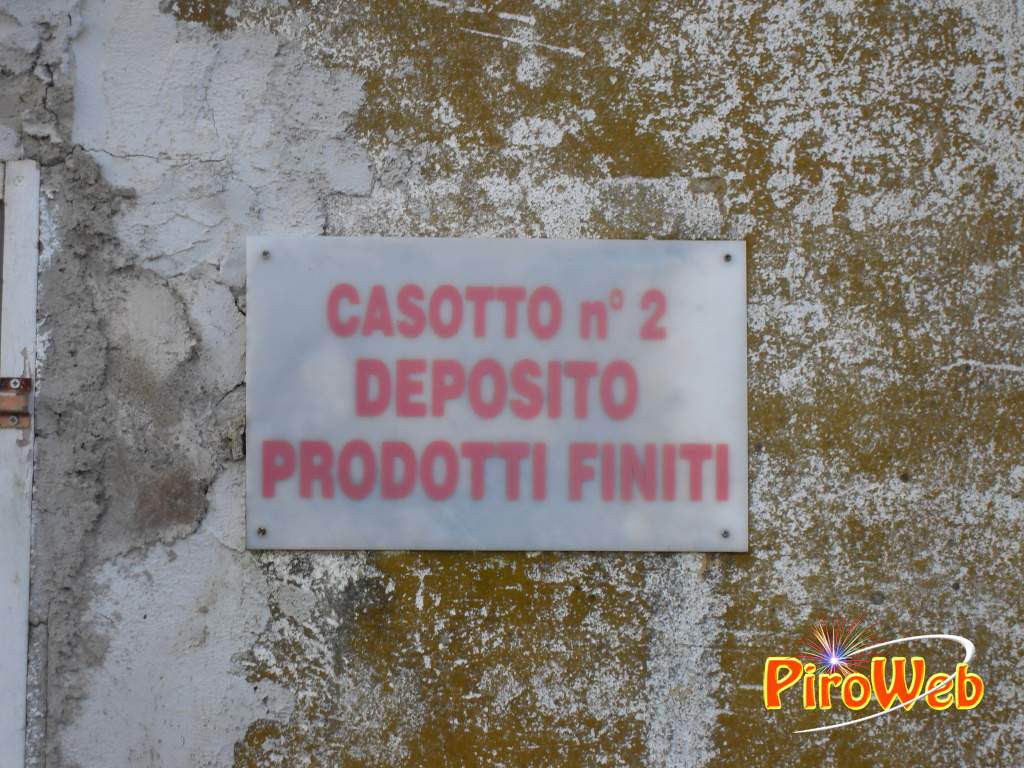 CASOTTO n° 2
DEPOSITO
PRODOTTI FINITI
PiroWeb